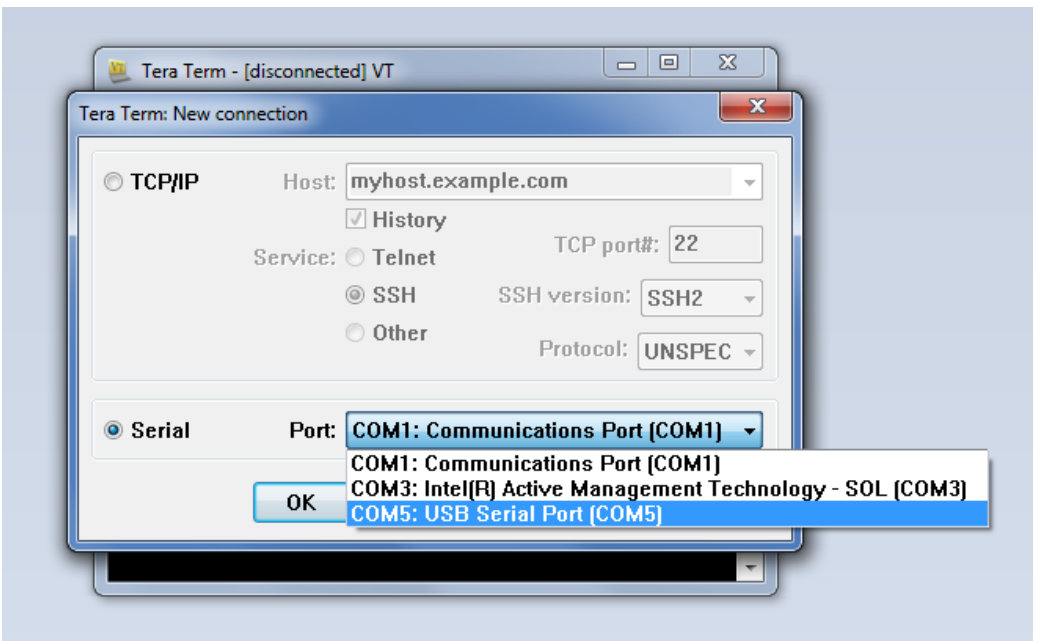 Tera Term - [disconnected] VT
Tera Term: New connection
TCP/IP Host: myhost.example.com
History
Service: Telnet TCP port#: 22
SSH SSH version: SSH2
Other Protocol: UNSPEC
Serial Port: COM1: Communications Port (COM1)
COM1: Communications Port (COM1)
COM3: Intel(R) Active Management Technology - SOL (COM3)
OK COM5: USB Serial Port (COM5)